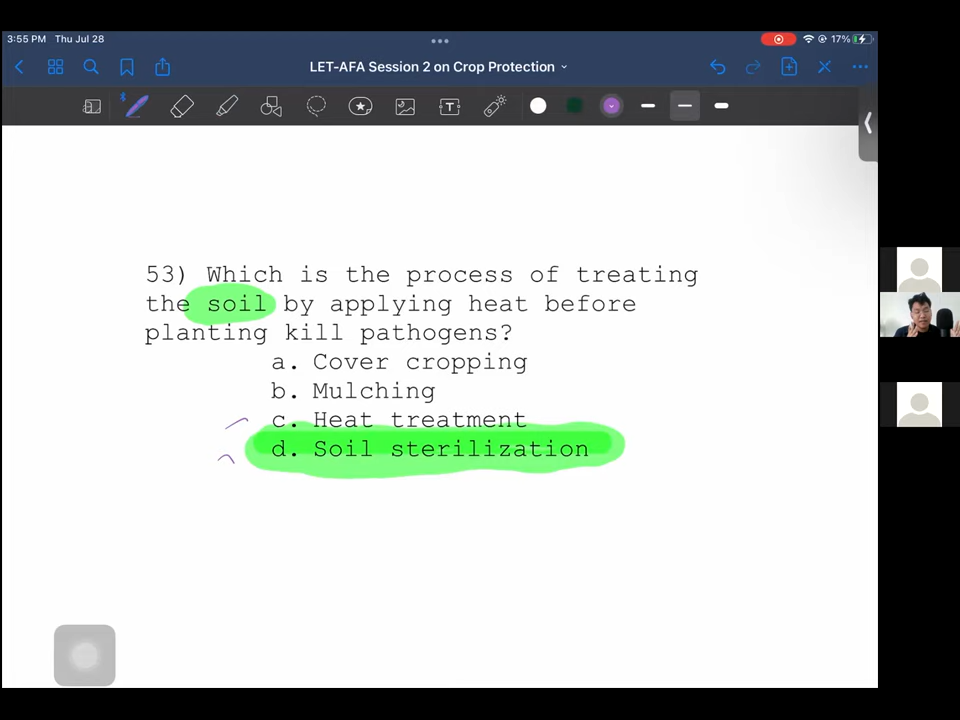 3:55 PM Thu Jul 28
17%
LET-AFA Session 2 on Crop Protection
T
53) Which is the process of treating
the soil by applying heat before
planting kill pathogens?
a. Cover cropping
b. Mulching
c. Heat treatment
d. Soil sterilization